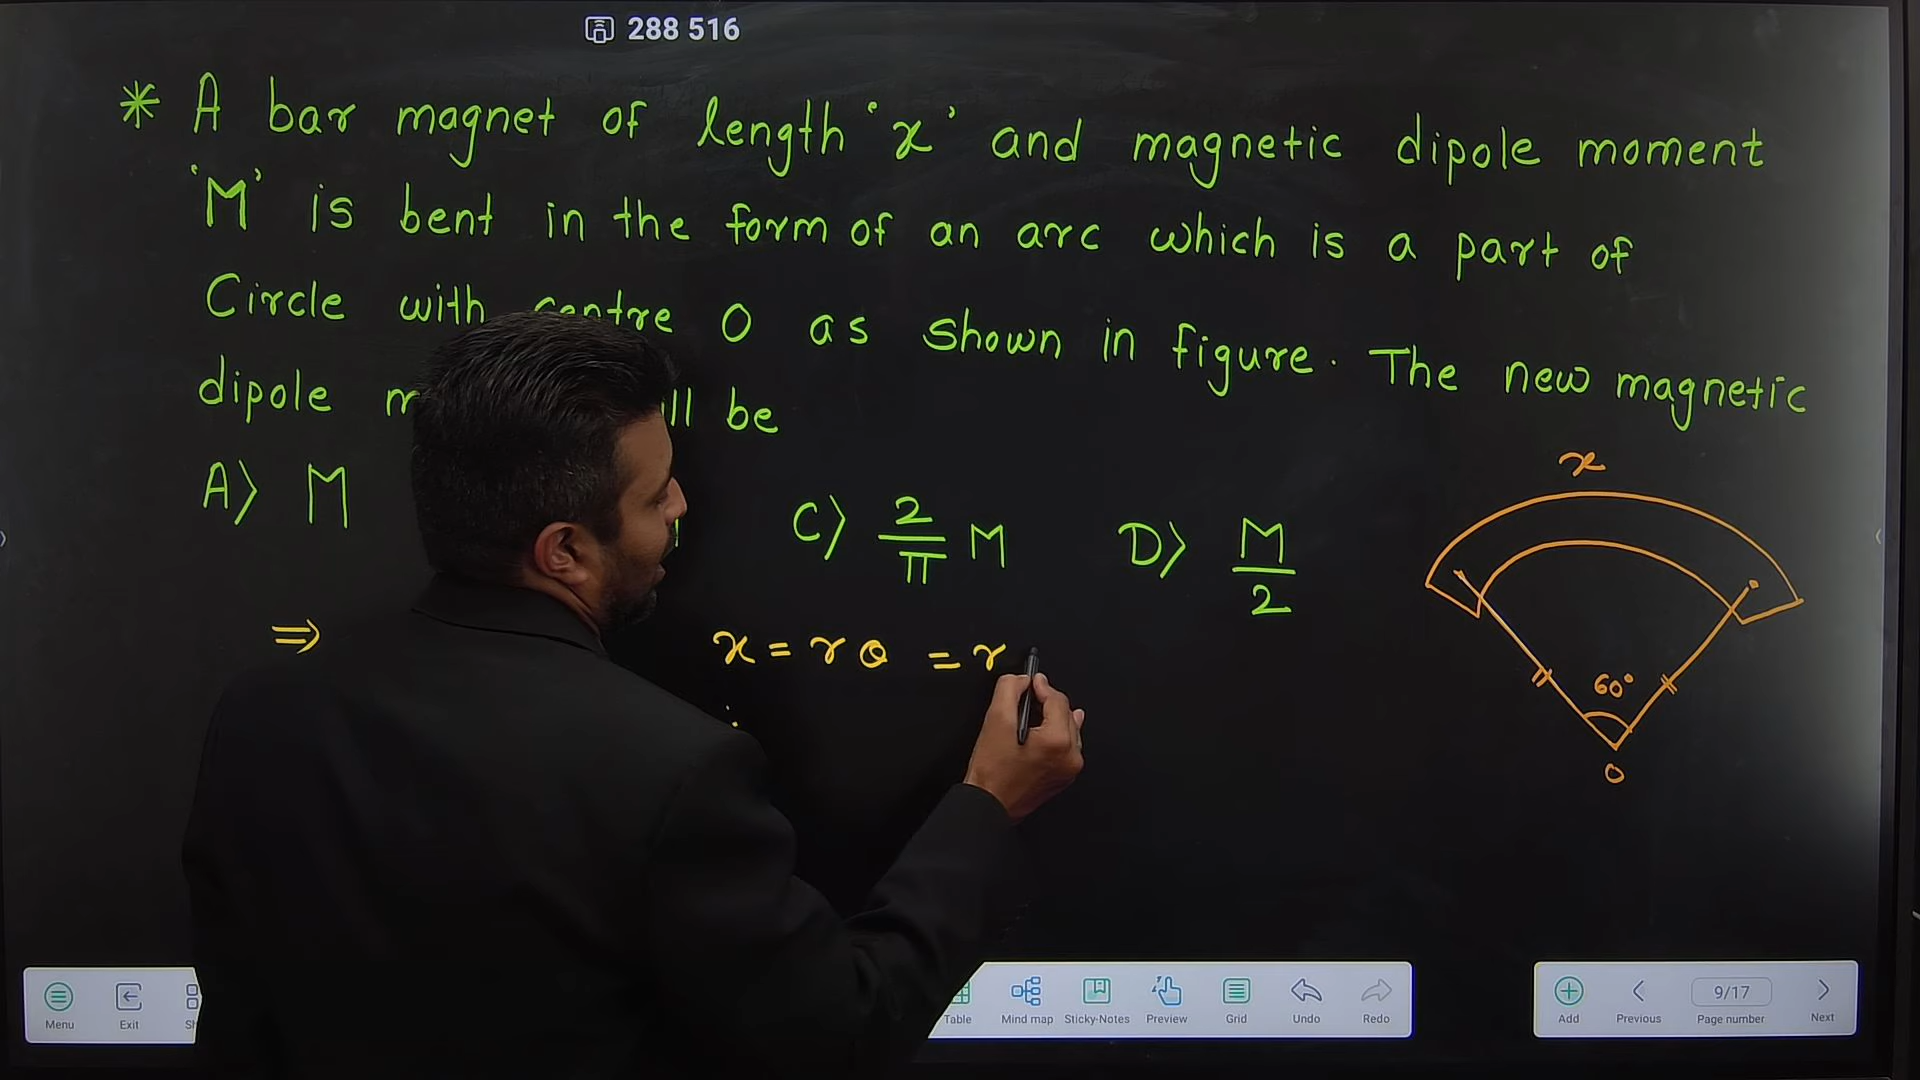 288 516
* A bar magnet of length 'x' and magnetic dipole moment
'M' is bent in the form of an arc which is a part of
Circle with centre O as shown in figure. The new magnetic
dipole ll be
A) M C) 2/π M D) M/2
x
⇒ x = r θ = r
60°
O
Menu Exit Table Mind map Sticky-Notes Preview Grid Undo Redo Add Previous 9/17 Page number Next